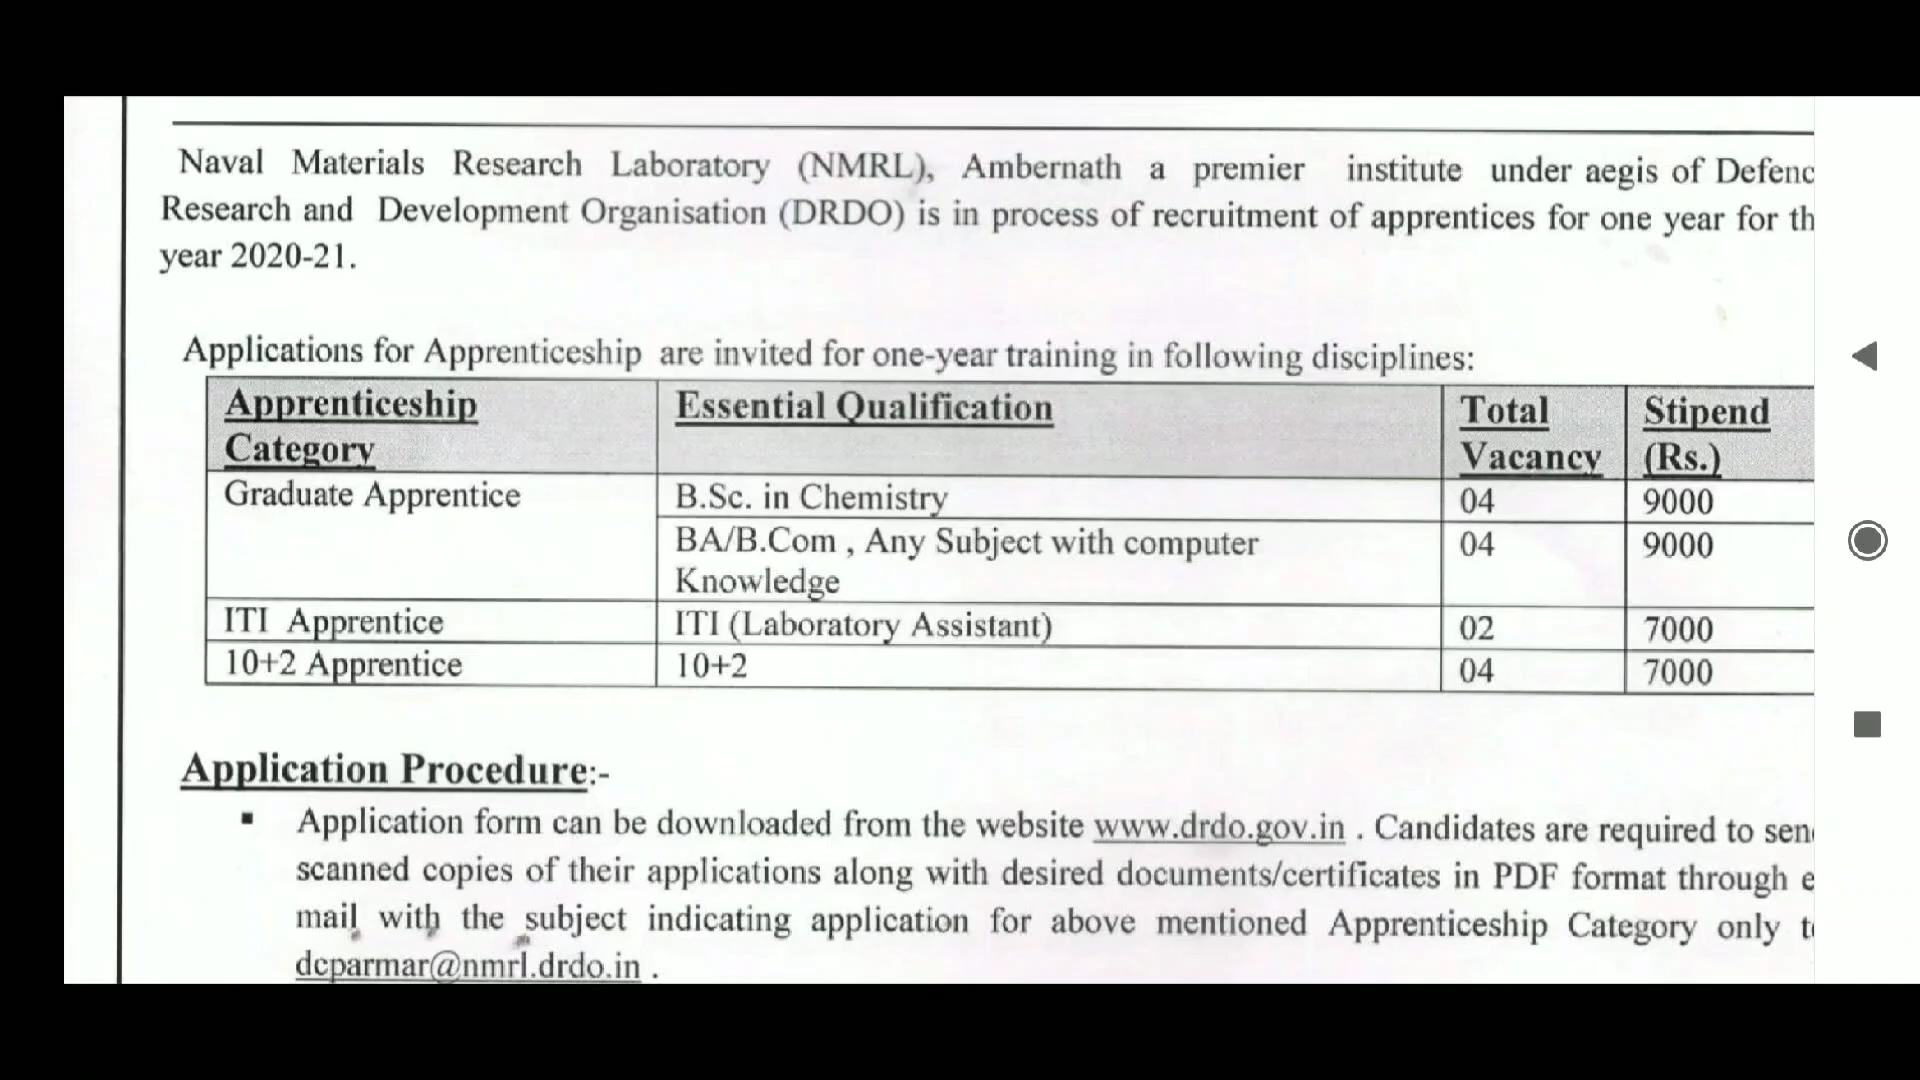 Naval Materials Research Laboratory (NMRL), Ambernath a premier institute under aegis of Defenc
Research and Development Organisation (DRDO) is in process of recruitment of apprentices for one year for th
year 2020-21.
Applications for Apprenticeship are invited for one-year training in following disciplines:
Apprenticeship Category Essential Qualification Total Vacancy Stipend (Rs.)
Graduate Apprentice B.Sc. in Chemistry 04 9000
BA/B.Com , Any Subject with computer Knowledge 04 9000
ITI Apprentice ITI (Laboratory Assistant) 02 7000
10+2 Apprentice 10+2 04 7000
Application Procedure:-
▪ Application form can be downloaded from the website www.drdo.gov.in . Candidates are required to sen
scanned copies of their applications along with desired documents/certificates in PDF format through e
mail with the subject indicating application for above mentioned Apprenticeship Category only t
dcparmar@nmrl.drdo.in .